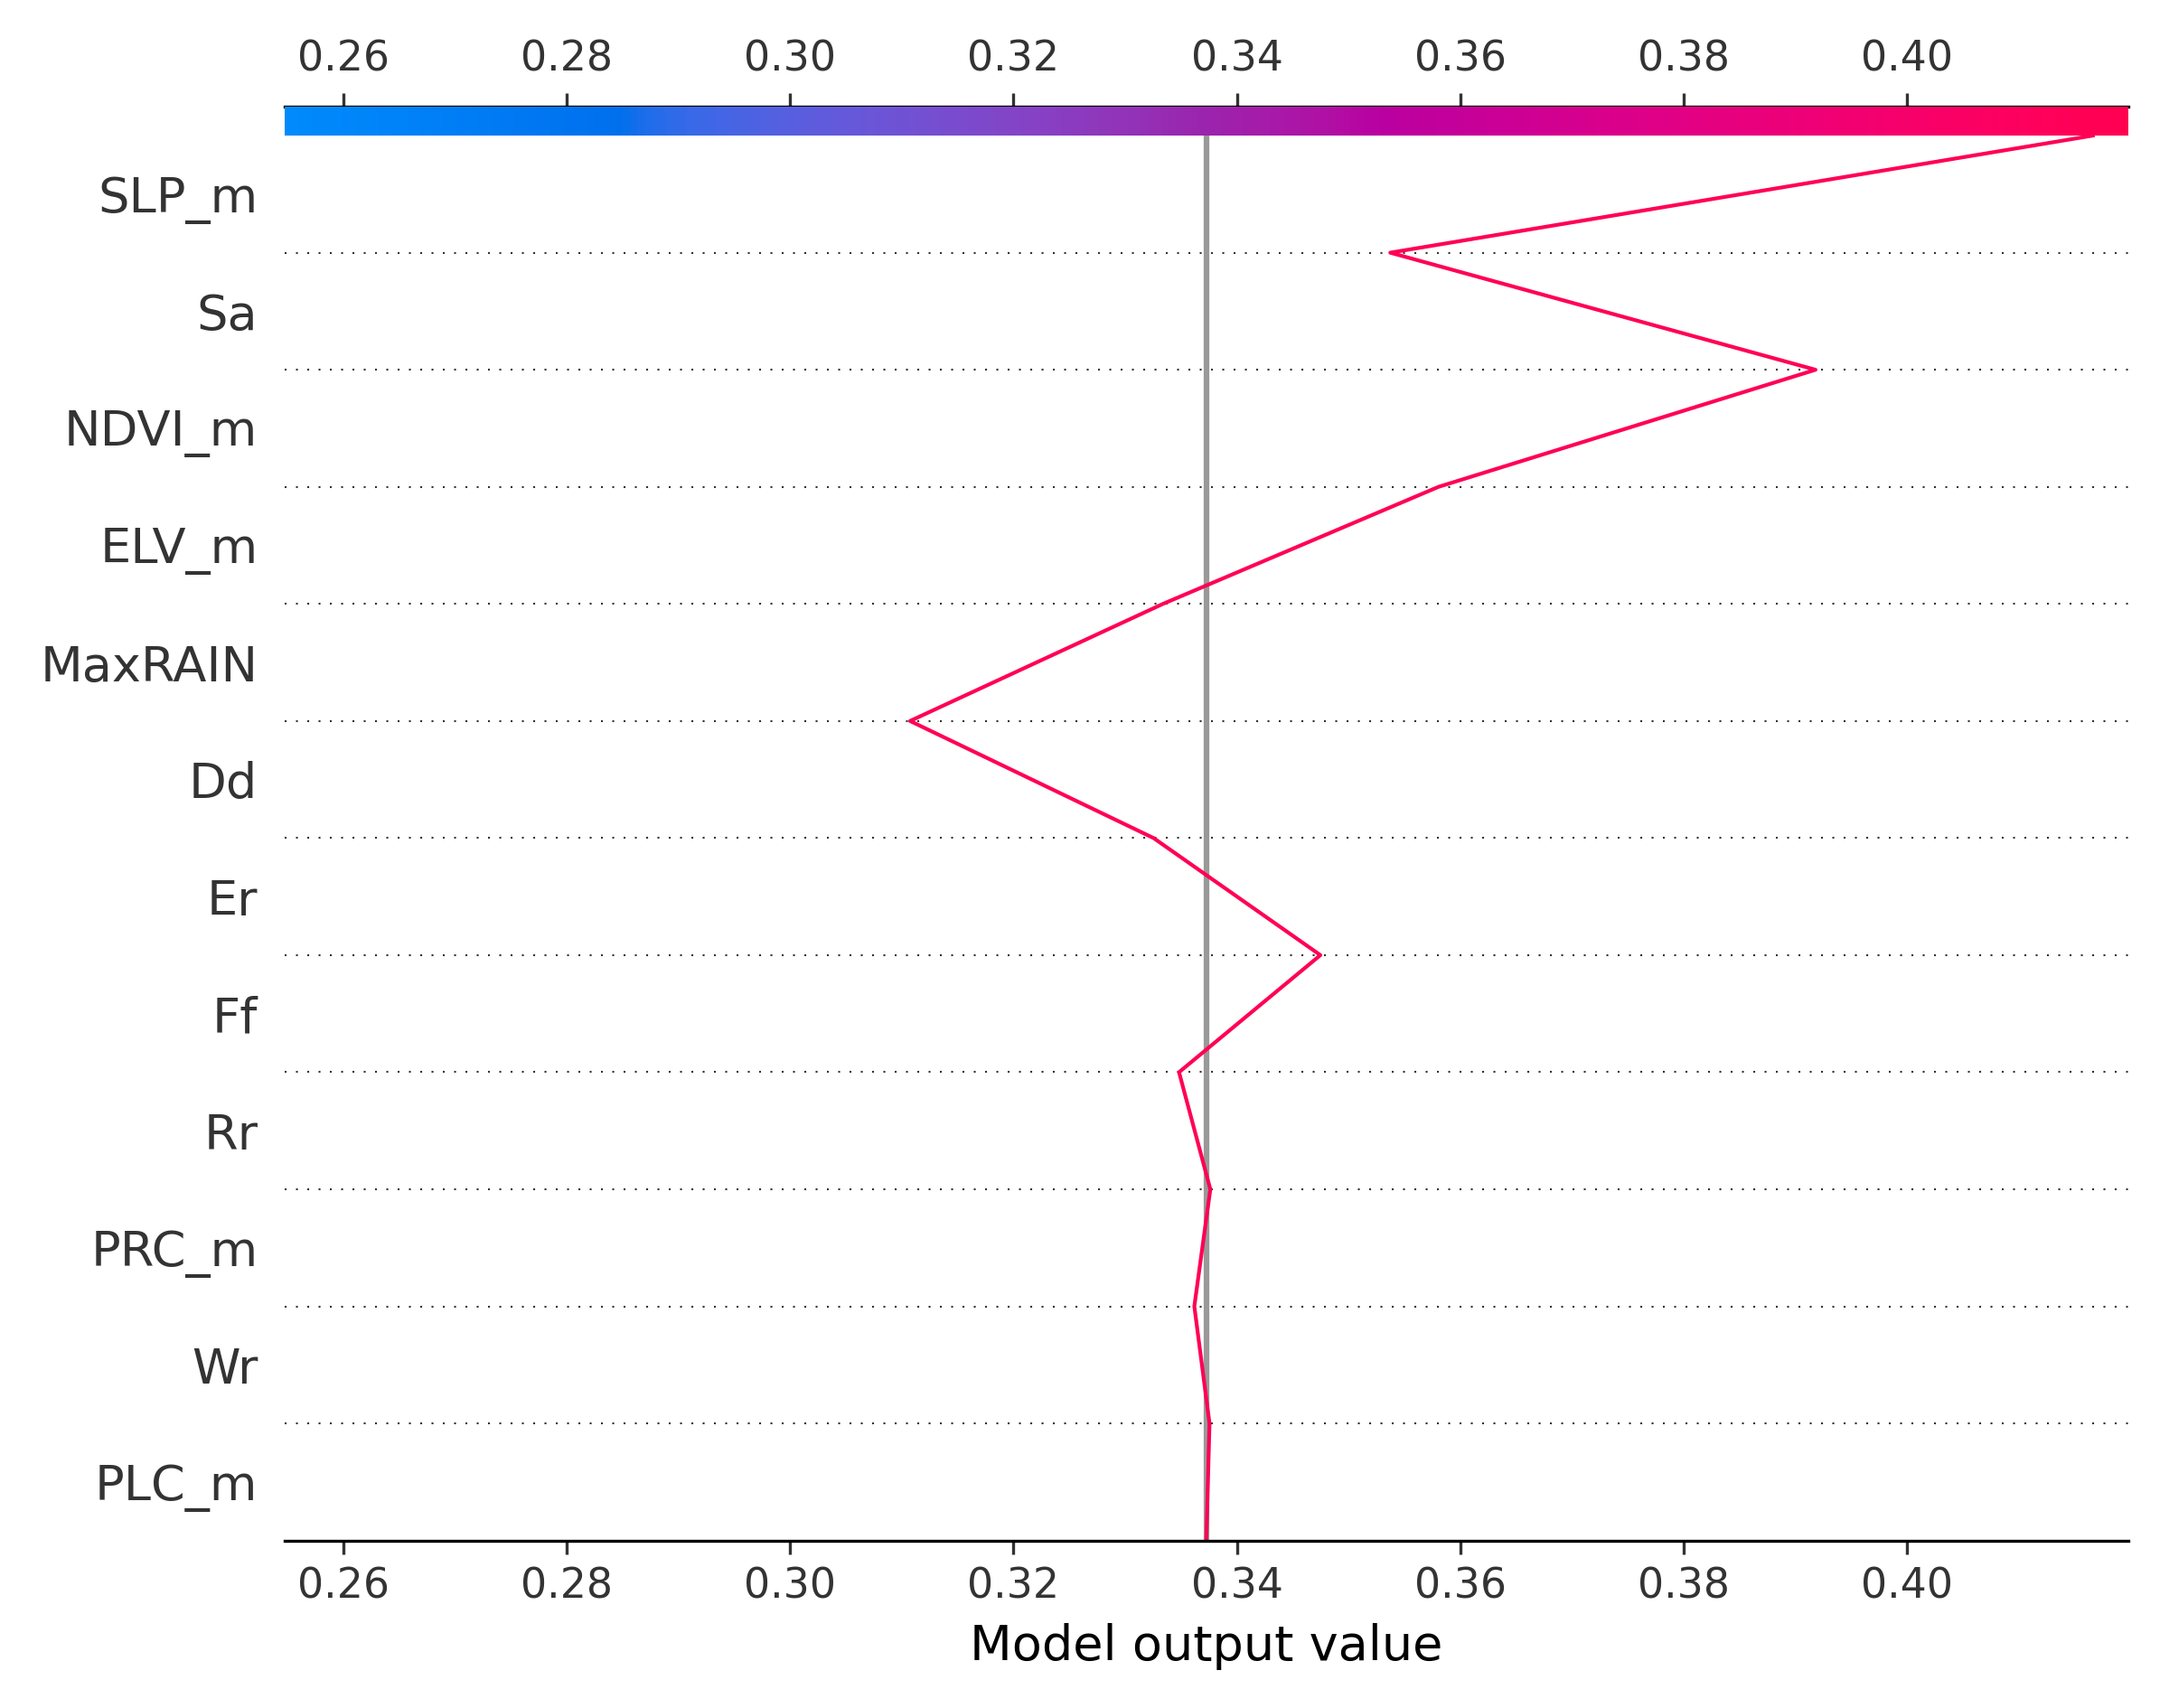 0.26 0.28 0.30 0.32 0.34 0.36 0.38 0.40
SLP_m
Sa
NDVI_m
ELV_m
MaxRAIN
Dd
Er
Ff
Rr
PRC_m
Wr
PLC_m
0.26 0.28 0.30 0.32 0.34 0.36 0.38 0.40
Model output value